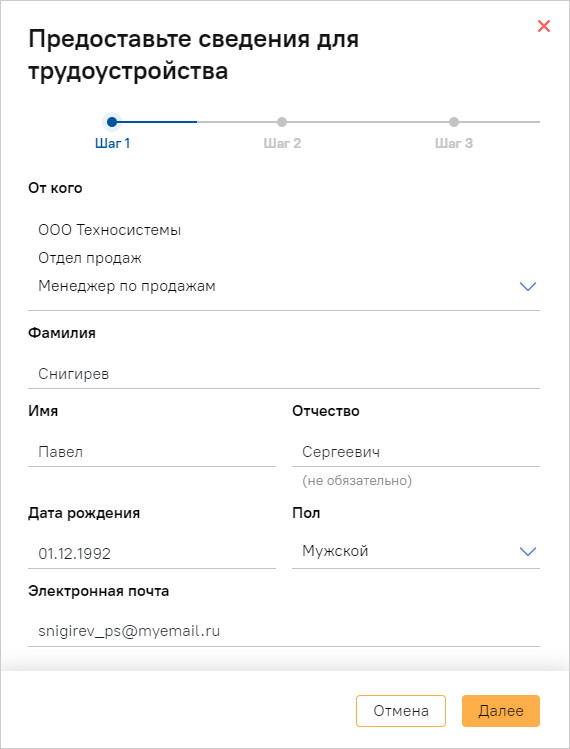 Предоставьте сведения для
трудоустройства
Шаг 1 Шаг 2 Шаг 3
От кого
ООО Техносистемы
Отдел продаж
Менеджер по продажам
Фамилия
Снигирев
Имя Отчество
Павел Сергеевич
(не обязательно)
Дата рождения Пол
01.12.1992 Мужской
Электронная почта
snigirev_ps@myemail.ru
Отмена Далее